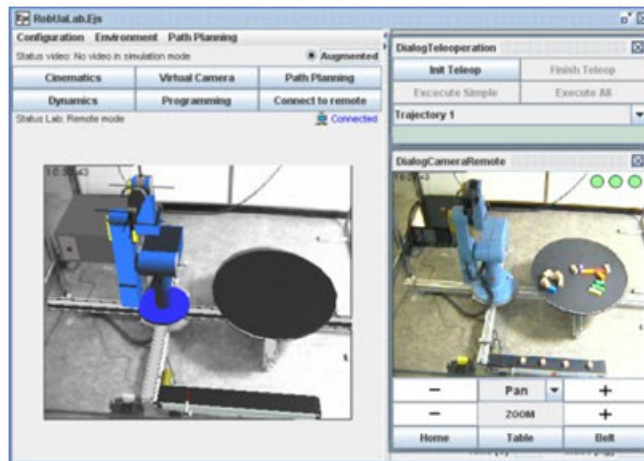 RobUaLab.Ejs
Configuration Environment Path Planning
Status video: No video in simulation mode
Augmented
Cinematics Virtual Camera Path Planning
Dynamics Programming Connect to remote
Status Lab: Remote mode
Connected
DialogTeleoperation
Init Teleop Finish Teleop
Excecute Simple Execute All
Trajectory 1
DialogCameraRemote
− Pan +
− ZOOM +
Home Table Belt